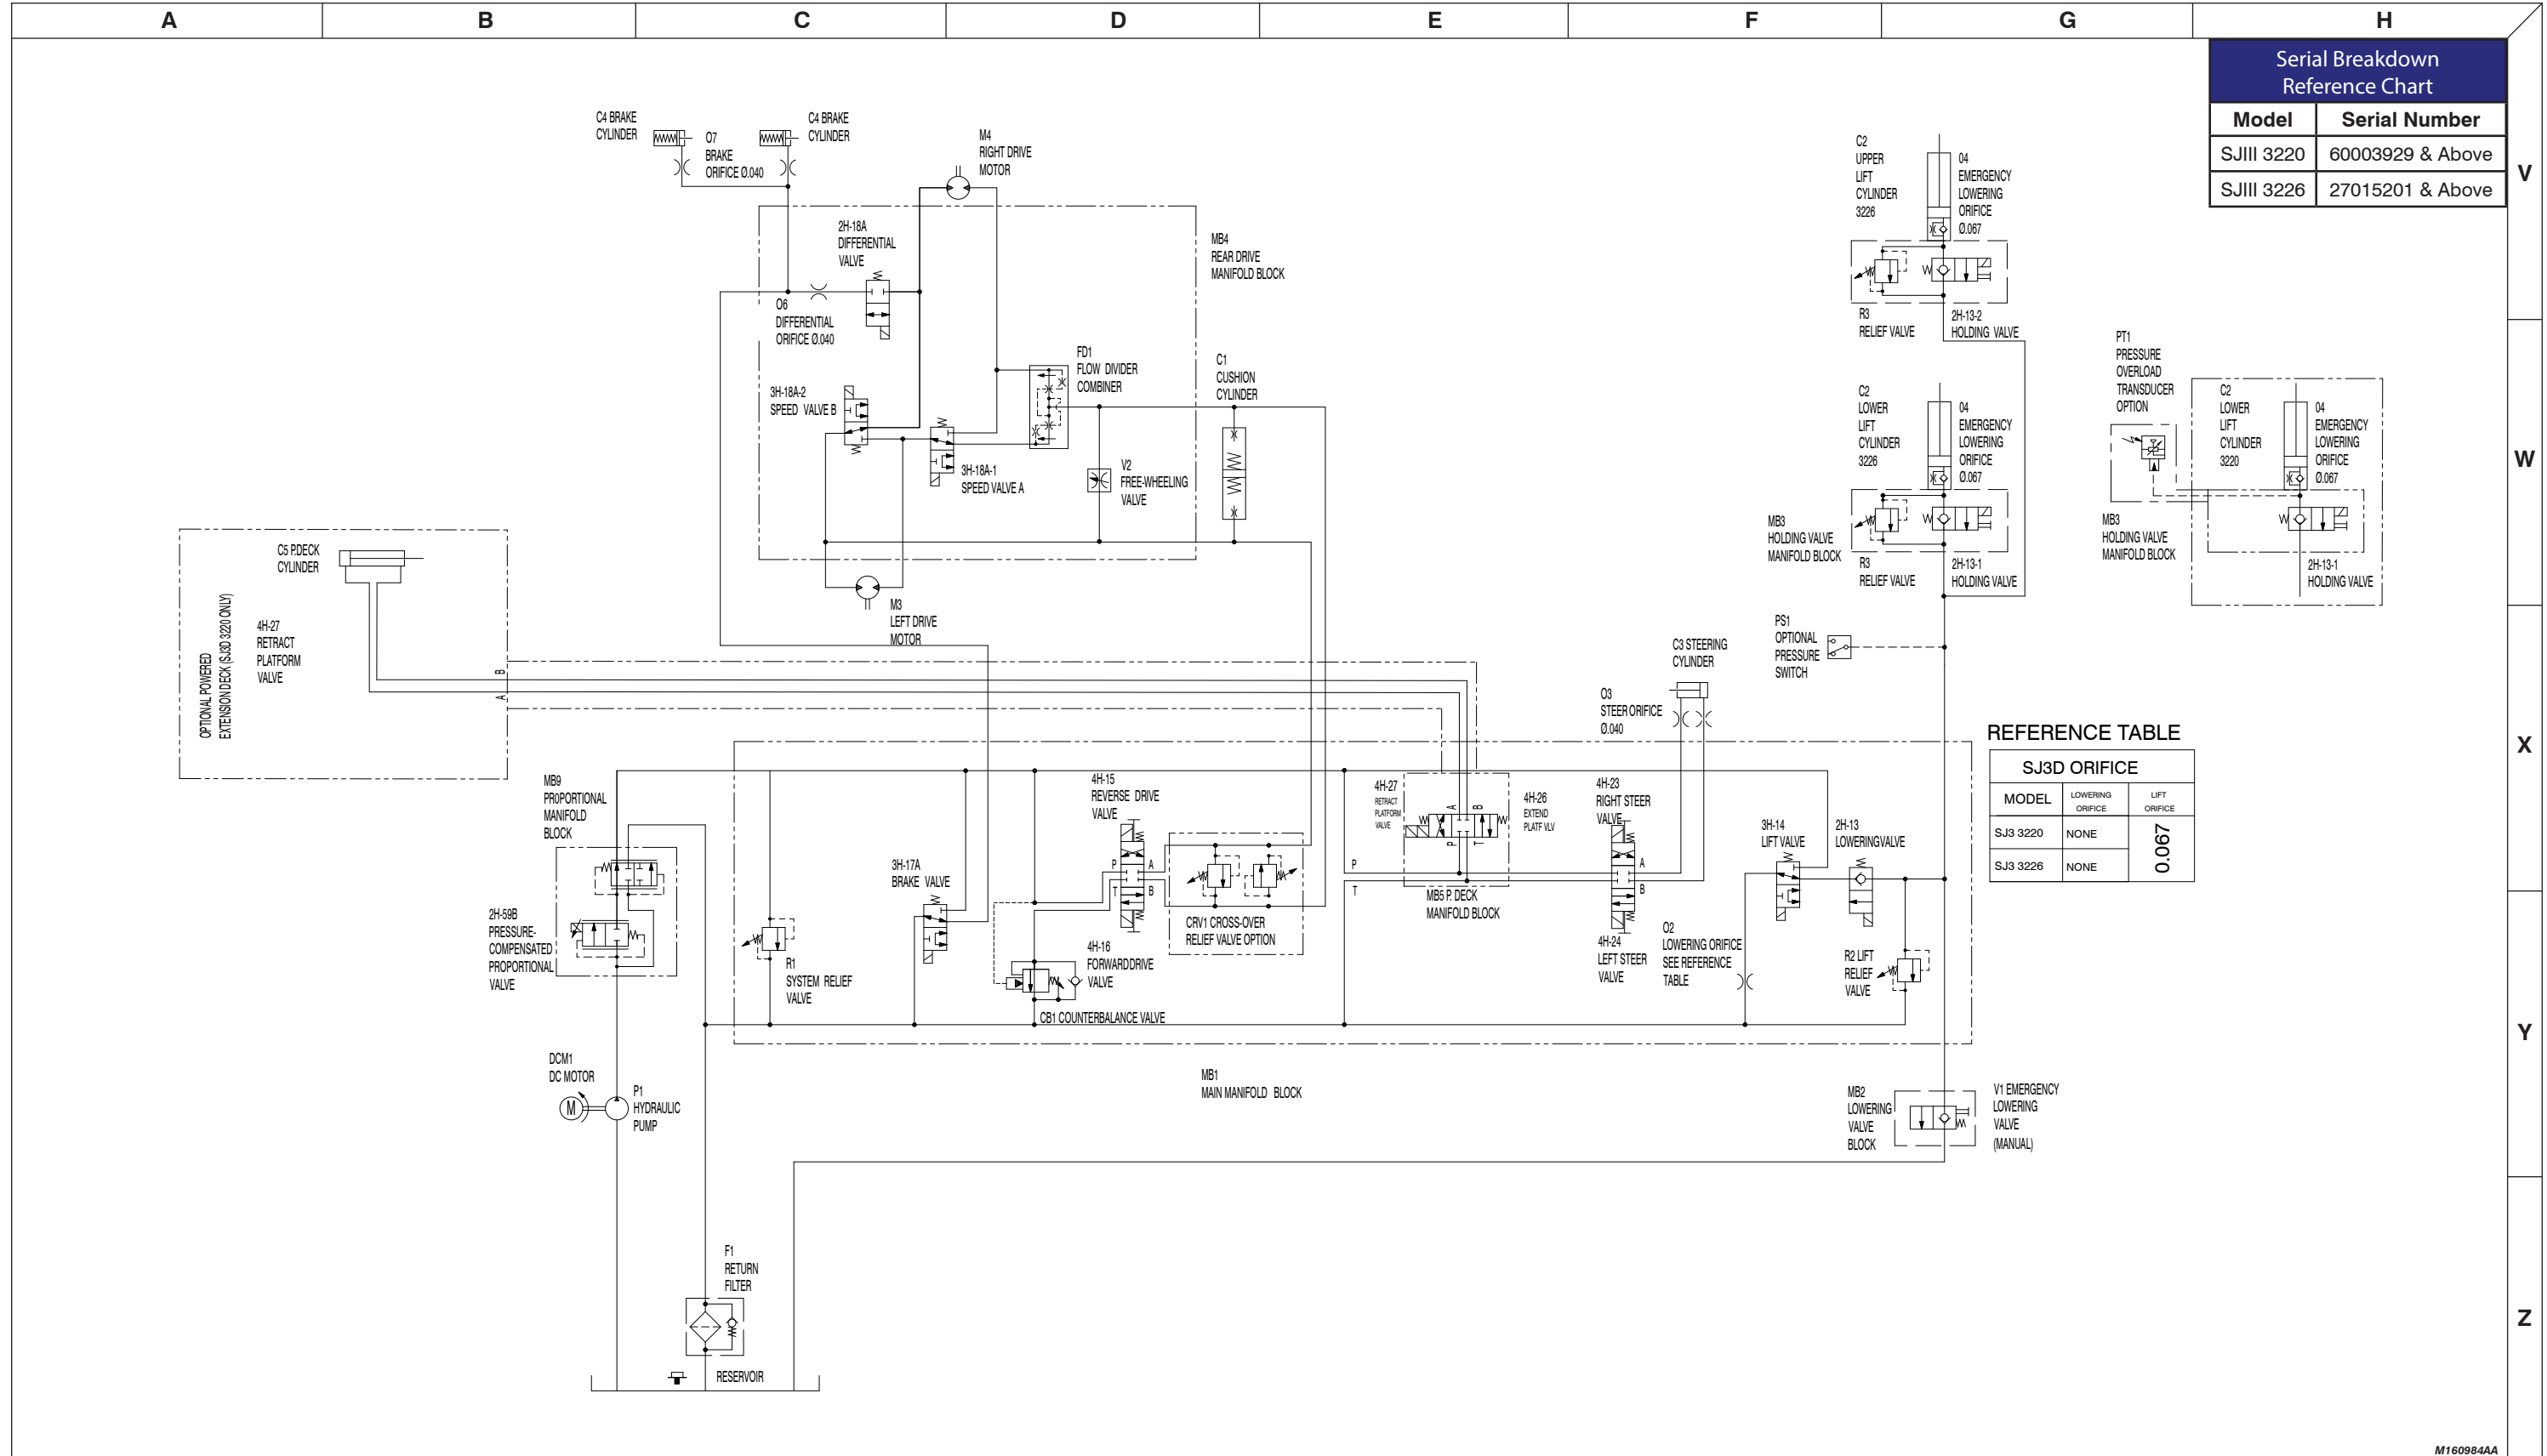 A B C D E F G H
Serial Breakdown
Reference Chart
Model Serial Number
SJIII 3220 60003929 & Above
SJIII 3226 27015201 & Above
V
W
X
Y
Z
C4 BRAKE
CYLINDER
O7
BRAKE
ORIFICE Ø.040
C4 BRAKE
CYLINDER
M4
RIGHT DRIVE
MOTOR
2H-18A
DIFFERENTIAL
VALVE
MB4
REAR DRIVE
MANIFOLD BLOCK
O6
DIFFERENTIAL
ORIFICE Ø.040
FD1
FLOW DIVIDER
COMBINER
C1
CUSHION
CYLINDER
3H-18A-2
SPEED VALVE B
3H-18A-1
SPEED VALVE A
V2
FREE-WHEELING
VALVE
M3
LEFT DRIVE
MOTOR
C2
UPPER
LIFT
CYLINDER
3226
04
EMERGENCY
LOWERING
ORIFICE
Ø.067
R3
RELIEF VALVE
2H-13-2
HOLDING VALVE
C2
LOWER
LIFT
CYLINDER
3226
04
EMERGENCY
LOWERING
ORIFICE
Ø.067
MB3
HOLDING VALVE
MANIFOLD BLOCK
R3
RELIEF VALVE
2H-13-1
HOLDING VALVE
PT1
PRESSURE
OVERLOAD
TRANSDUCER
OPTION
C2
LOWER
LIFT
CYLINDER
3220
04
EMERGENCY
LOWERING
ORIFICE
Ø.067
MB3
HOLDING VALVE
MANIFOLD BLOCK
2H-13-1
HOLDING VALVE
C5 P.DECK
CYLINDER
4H-27
RETRACT
PLATFORM
VALVE
OPTIONAL POWERED
EXTENSION DECK (SJ3D 3220 ONLY)
B
A
PS1
OPTIONAL
PRESSURE
SWITCH
C3 STEERING
CYLINDER
O3
STEER ORIFICE
Ø.040
REFERENCE TABLE
SJ3D ORIFICE
MODEL LOWERING
ORIFICE LIFT
ORIFICE
SJ3 3220 NONE
SJ3 3226 NONE
0.067
MB9
PROPORTIONAL
MANIFOLD
BLOCK
2H-59B
PRESSURE-
COMPENSATED
PROPORTIONAL
VALVE
R1
SYSTEM RELIEF
VALVE
3H-17A
BRAKE VALVE
4H-15
REVERSE DRIVE
VALVE
P A
T B
4H-16
FORWARD DRIVE
VALVE
CB1 COUNTERBALANCE VALVE
CRV1 CROSS-OVER
RELIEF VALVE OPTION
P
T
4H-27
RETRACT
PLATFORM
VALVE
A B
P T
4H-26
EXTEND
PLATF VLV
MB5 P. DECK
MANIFOLD BLOCK
4H-23
RIGHT STEER
VALVE
A
B
4H-24
LEFT STEER
VALVE
O2
LOWERING ORIFICE
SEE REFERENCE
TABLE
3H-14
LIFT VALVE
2H-13
LOWERING VALVE
R2 LIFT
RELIEF
VALVE
MB1
MAIN MANIFOLD BLOCK
DCM1
DC MOTOR
M
P1
HYDRAULIC
PUMP
MB2
LOWERING
VALVE
BLOCK
V1 EMERGENCY
LOWERING
VALVE
(MANUAL)
F1
RETURN
FILTER
RESERVOIR
M160984AA